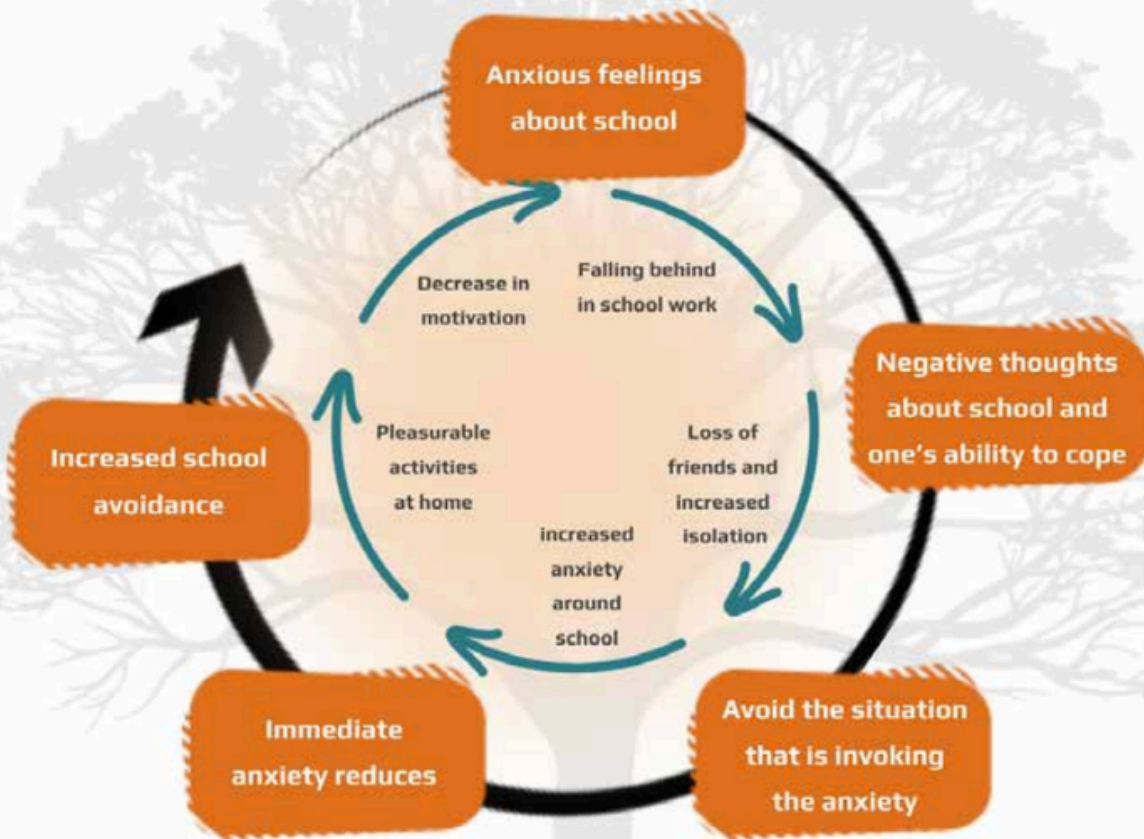 Anxious feelings
about school
Negative thoughts
about school and
one's ability to cope
Avoid the situation
that is invoking
the anxiety
Immediate
anxiety reduces
Increased school
avoidance
Falling behind
in school work
Loss of
friends and
increased
isolation
increased
anxiety
around
school
Pleasurable
activities
at home
Decrease in
motivation